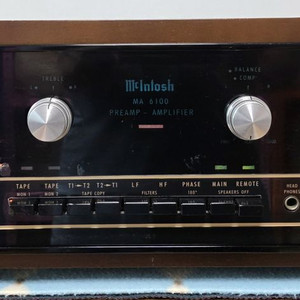 McIntosh
MA 6100
PREAMP - AMPLIFIER
TREBLE
BALANCE
COMP
TAPE TAPE T1 T2 T2 T1 LF HF PHASE MAIN REMOTE
MON 1 MON 2 TAPE COPY FILTERS 180° SPEAKERS OFF
HEAD
PHONES